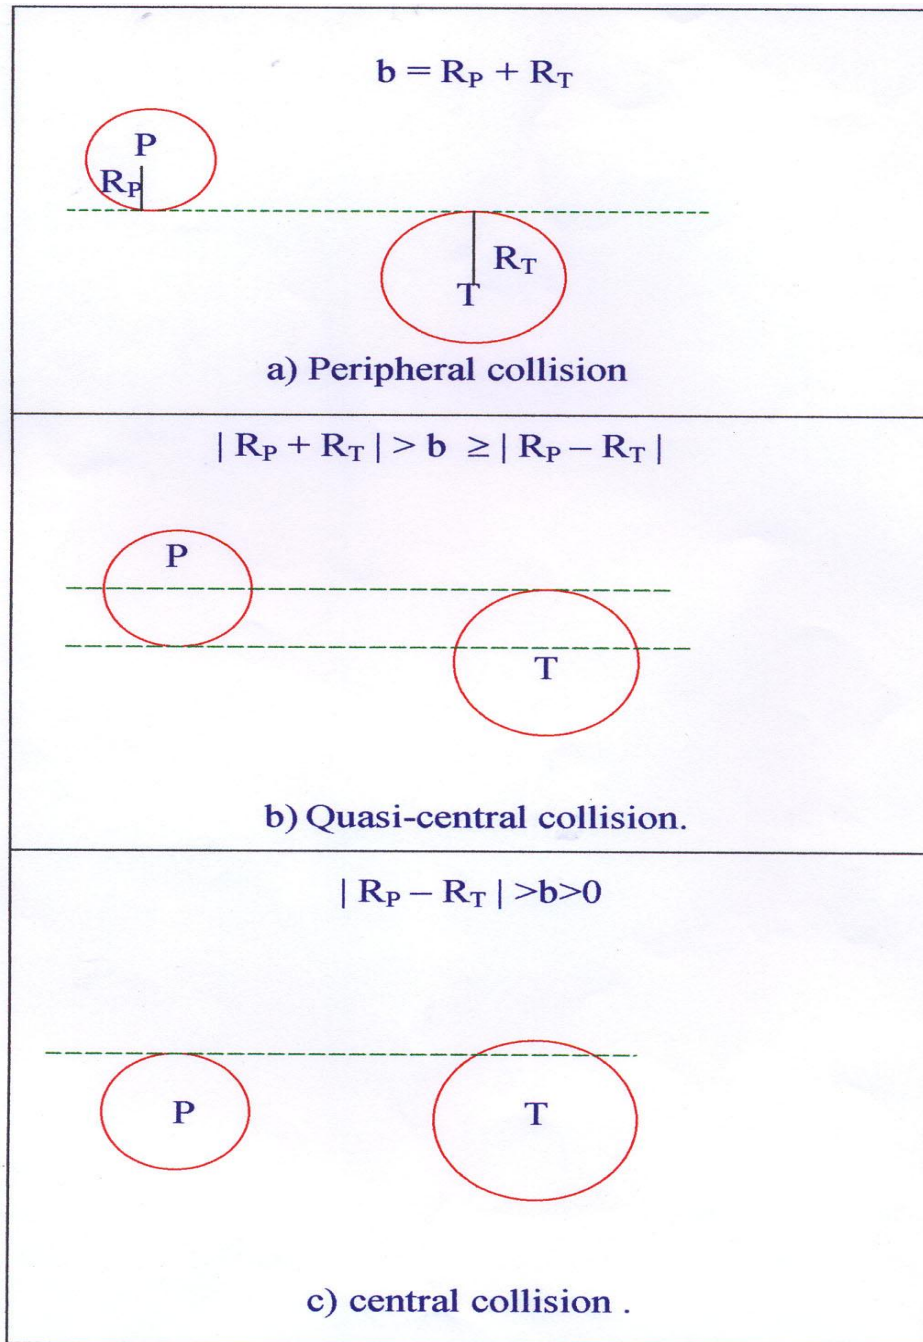 b = R_P + R_T
P
R_P
R_T
T
a) Peripheral collision
| R_P + R_T | > b ≥ | R_P – R_T |
P
T
b) Quasi-central collision.
| R_P – R_T | >b>0
P
T
c) central collision .